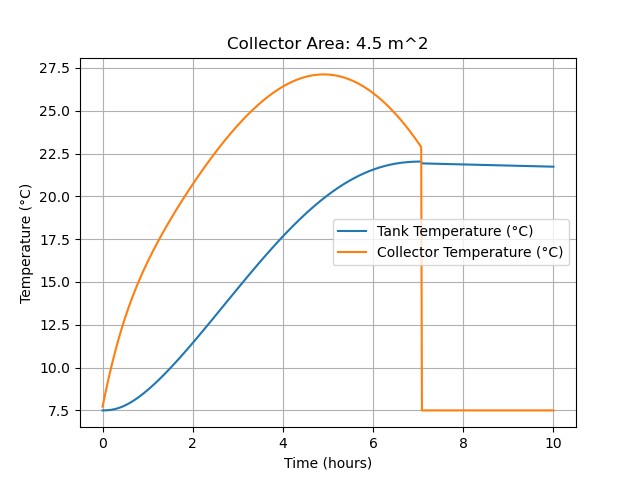 Collector Area: 4.5 m^2
27.5
25.0
22.5
20.0
17.5
15.0
12.5
10.0
7.5
Temperature (°C)
Tank Temperature (°C)
Collector Temperature (°C)
0 2 4 6 8 10
Time (hours)